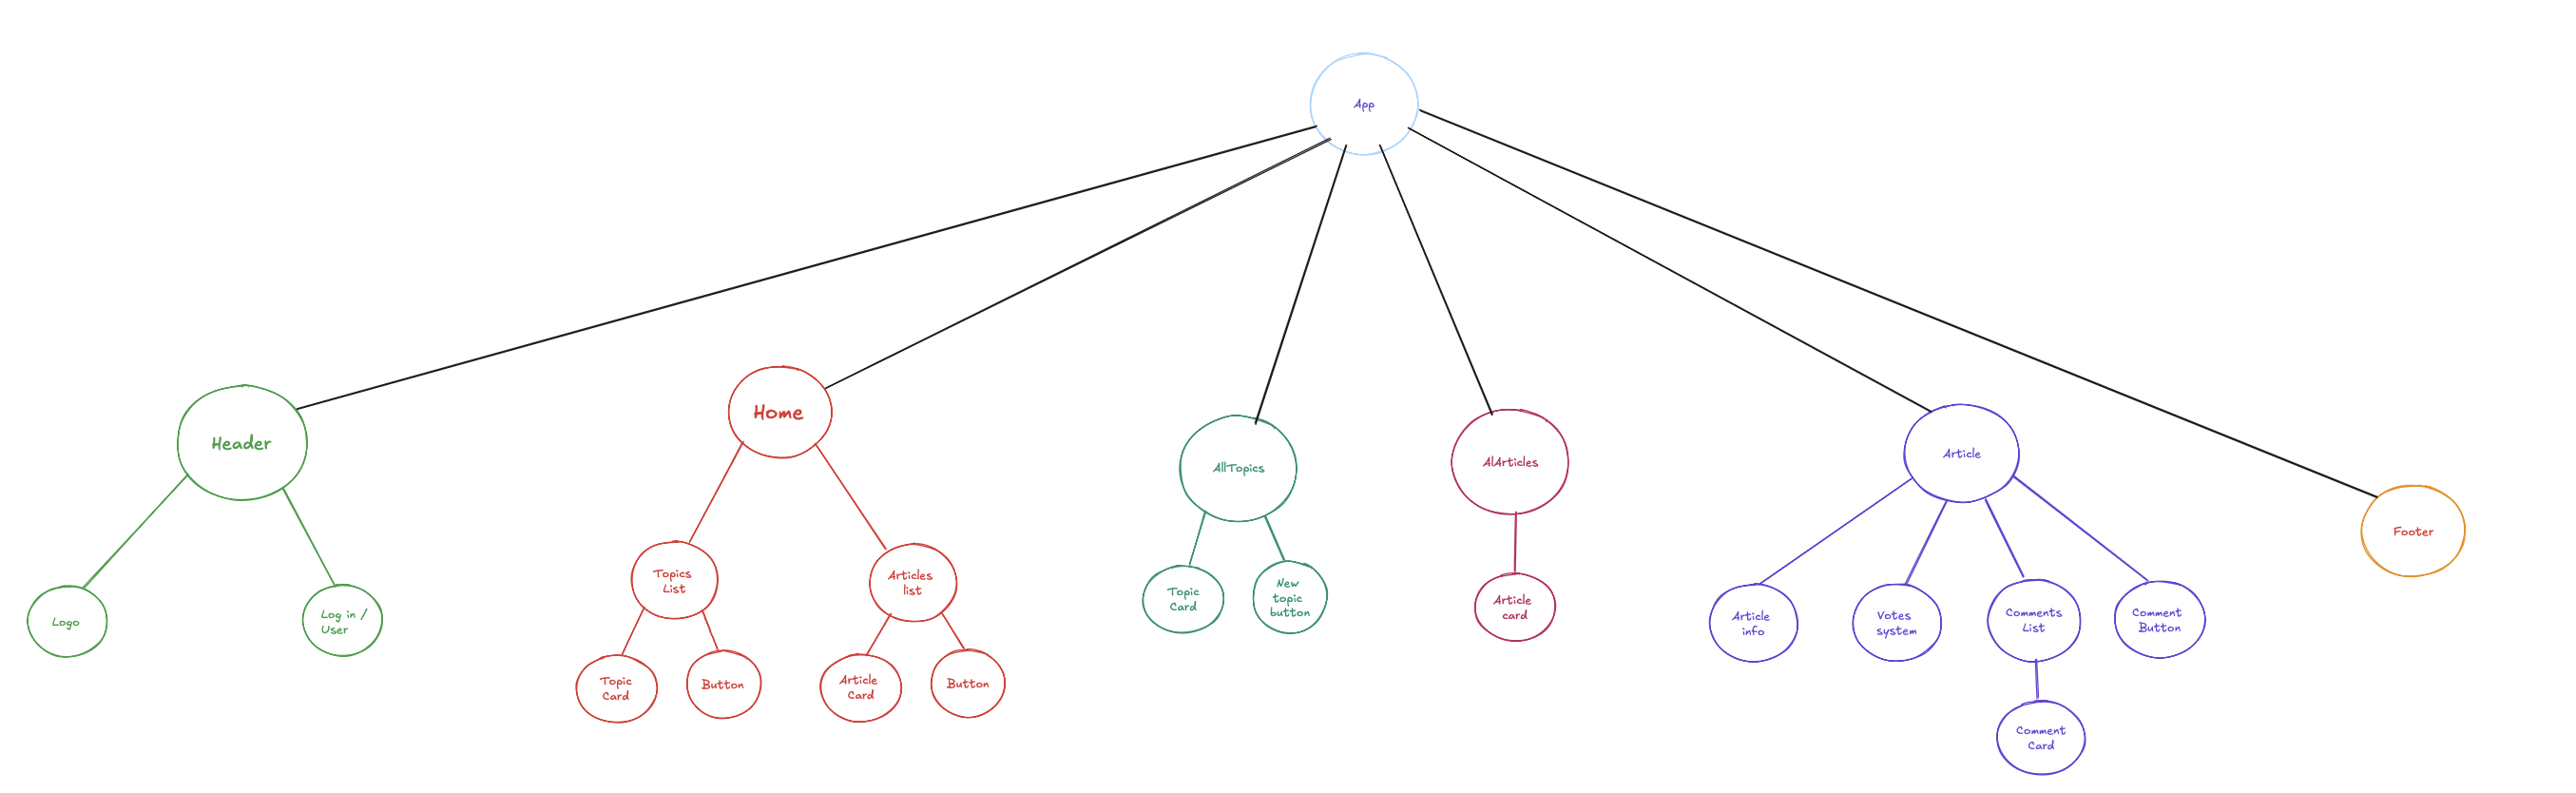 App
Header
Home
AllTopics
AlArticles
Article
Footer
Logo
Log in /
User
Topics
List
Articles
list
Topic
Card
Button
Article
Card
Button
Topic
Card
New
topic
button
Article
card
Article
info
Votes
system
Comments
List
Comment
Button
Comment
Card